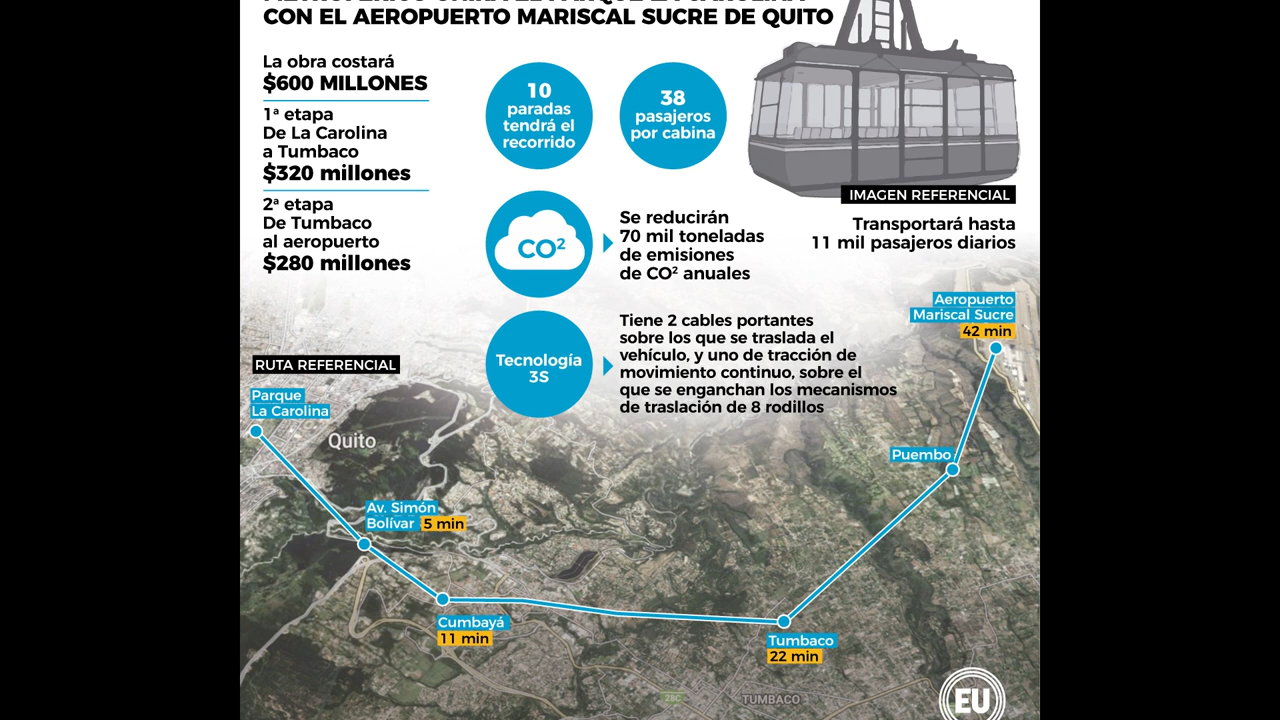 CON EL AEROPUERTO MARISCAL SUCRE DE QUITO
La obra costará
$600 MILLONES
1ª etapa
De La Carolina
a Tumbaco
$320 millones
2ª etapa
De Tumbaco
al aeropuerto
$280 millones
10
paradas
tendrá el
recorrido
38
pasajeros
por cabina
IMAGEN REFERENCIAL
Transportará hasta
11 mil pasajeros diarios
CO²
Se reducirán
70 mil toneladas
de emisiones
de CO² anuales
Tecnología
3S
Tiene 2 cables portantes
sobre los que se traslada el
vehículo, y uno de tracción de
movimiento continuo, sobre el
que se enganchan los mecanismos
de traslación de 8 rodillos
RUTA REFERENCIAL
Parque
La Carolina
Quito
Av. Simón
Bolívar 5 min
Cumbayá
11 min
Tumbaco
22 min
Puembo
Aeropuerto
Mariscal Sucre
42 min
28C
TUMBACO
EU